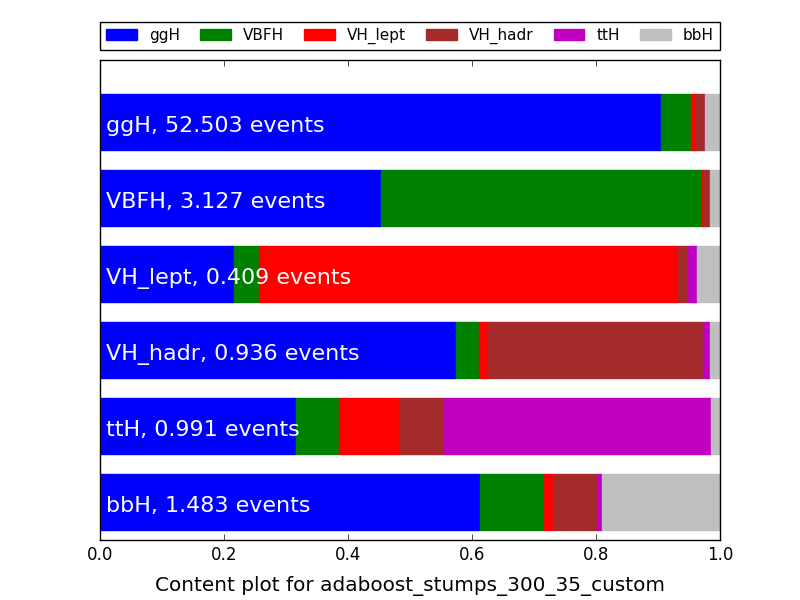 ggH VBFH VH_lept VH_hadr ttH bbH
ggH, 52.503 events
VBFH, 3.127 events
VH_lept, 0.409 events
VH_hadr, 0.936 events
ttH, 0.991 events
bbH, 1.483 events
0.0 0.2 0.4 0.6 0.8 1.0
Content plot for adaboost_stumps_300_35_custom